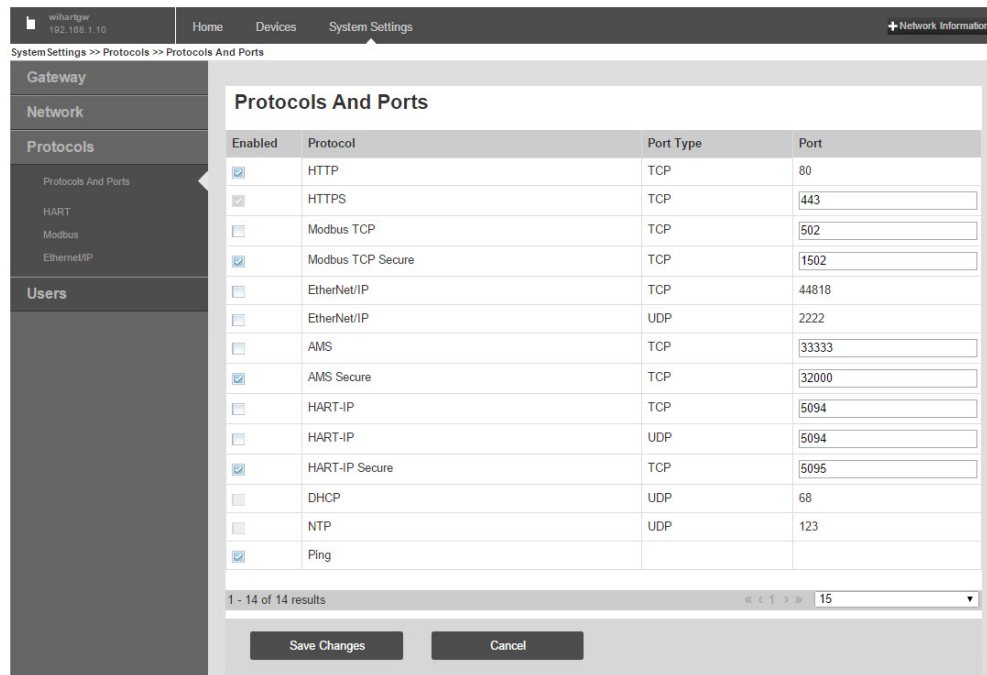 wihartgw
192.168.1.10
Home Devices System Settings
+ Network Information
System Settings >> Protocols >> Protocols And Ports
Gateway
Network
Protocols
Protocols And Ports
HART
Modbus
Ethernet/IP
Users
Protocols And Ports
Enabled Protocol Port Type Port
HTTP TCP 80
HTTPS TCP 443
Modbus TCP TCP 502
Modbus TCP Secure TCP 1502
EtherNet/IP TCP 44818
EtherNet/IP UDP 2222
AMS TCP 33333
AMS Secure TCP 32000
HART-IP TCP 5094
HART-IP UDP 5094
HART-IP Secure TCP 5095
DHCP UDP 68
NTP UDP 123
Ping
1 - 14 of 14 results « ‹ 1 › » 15
Save Changes Cancel